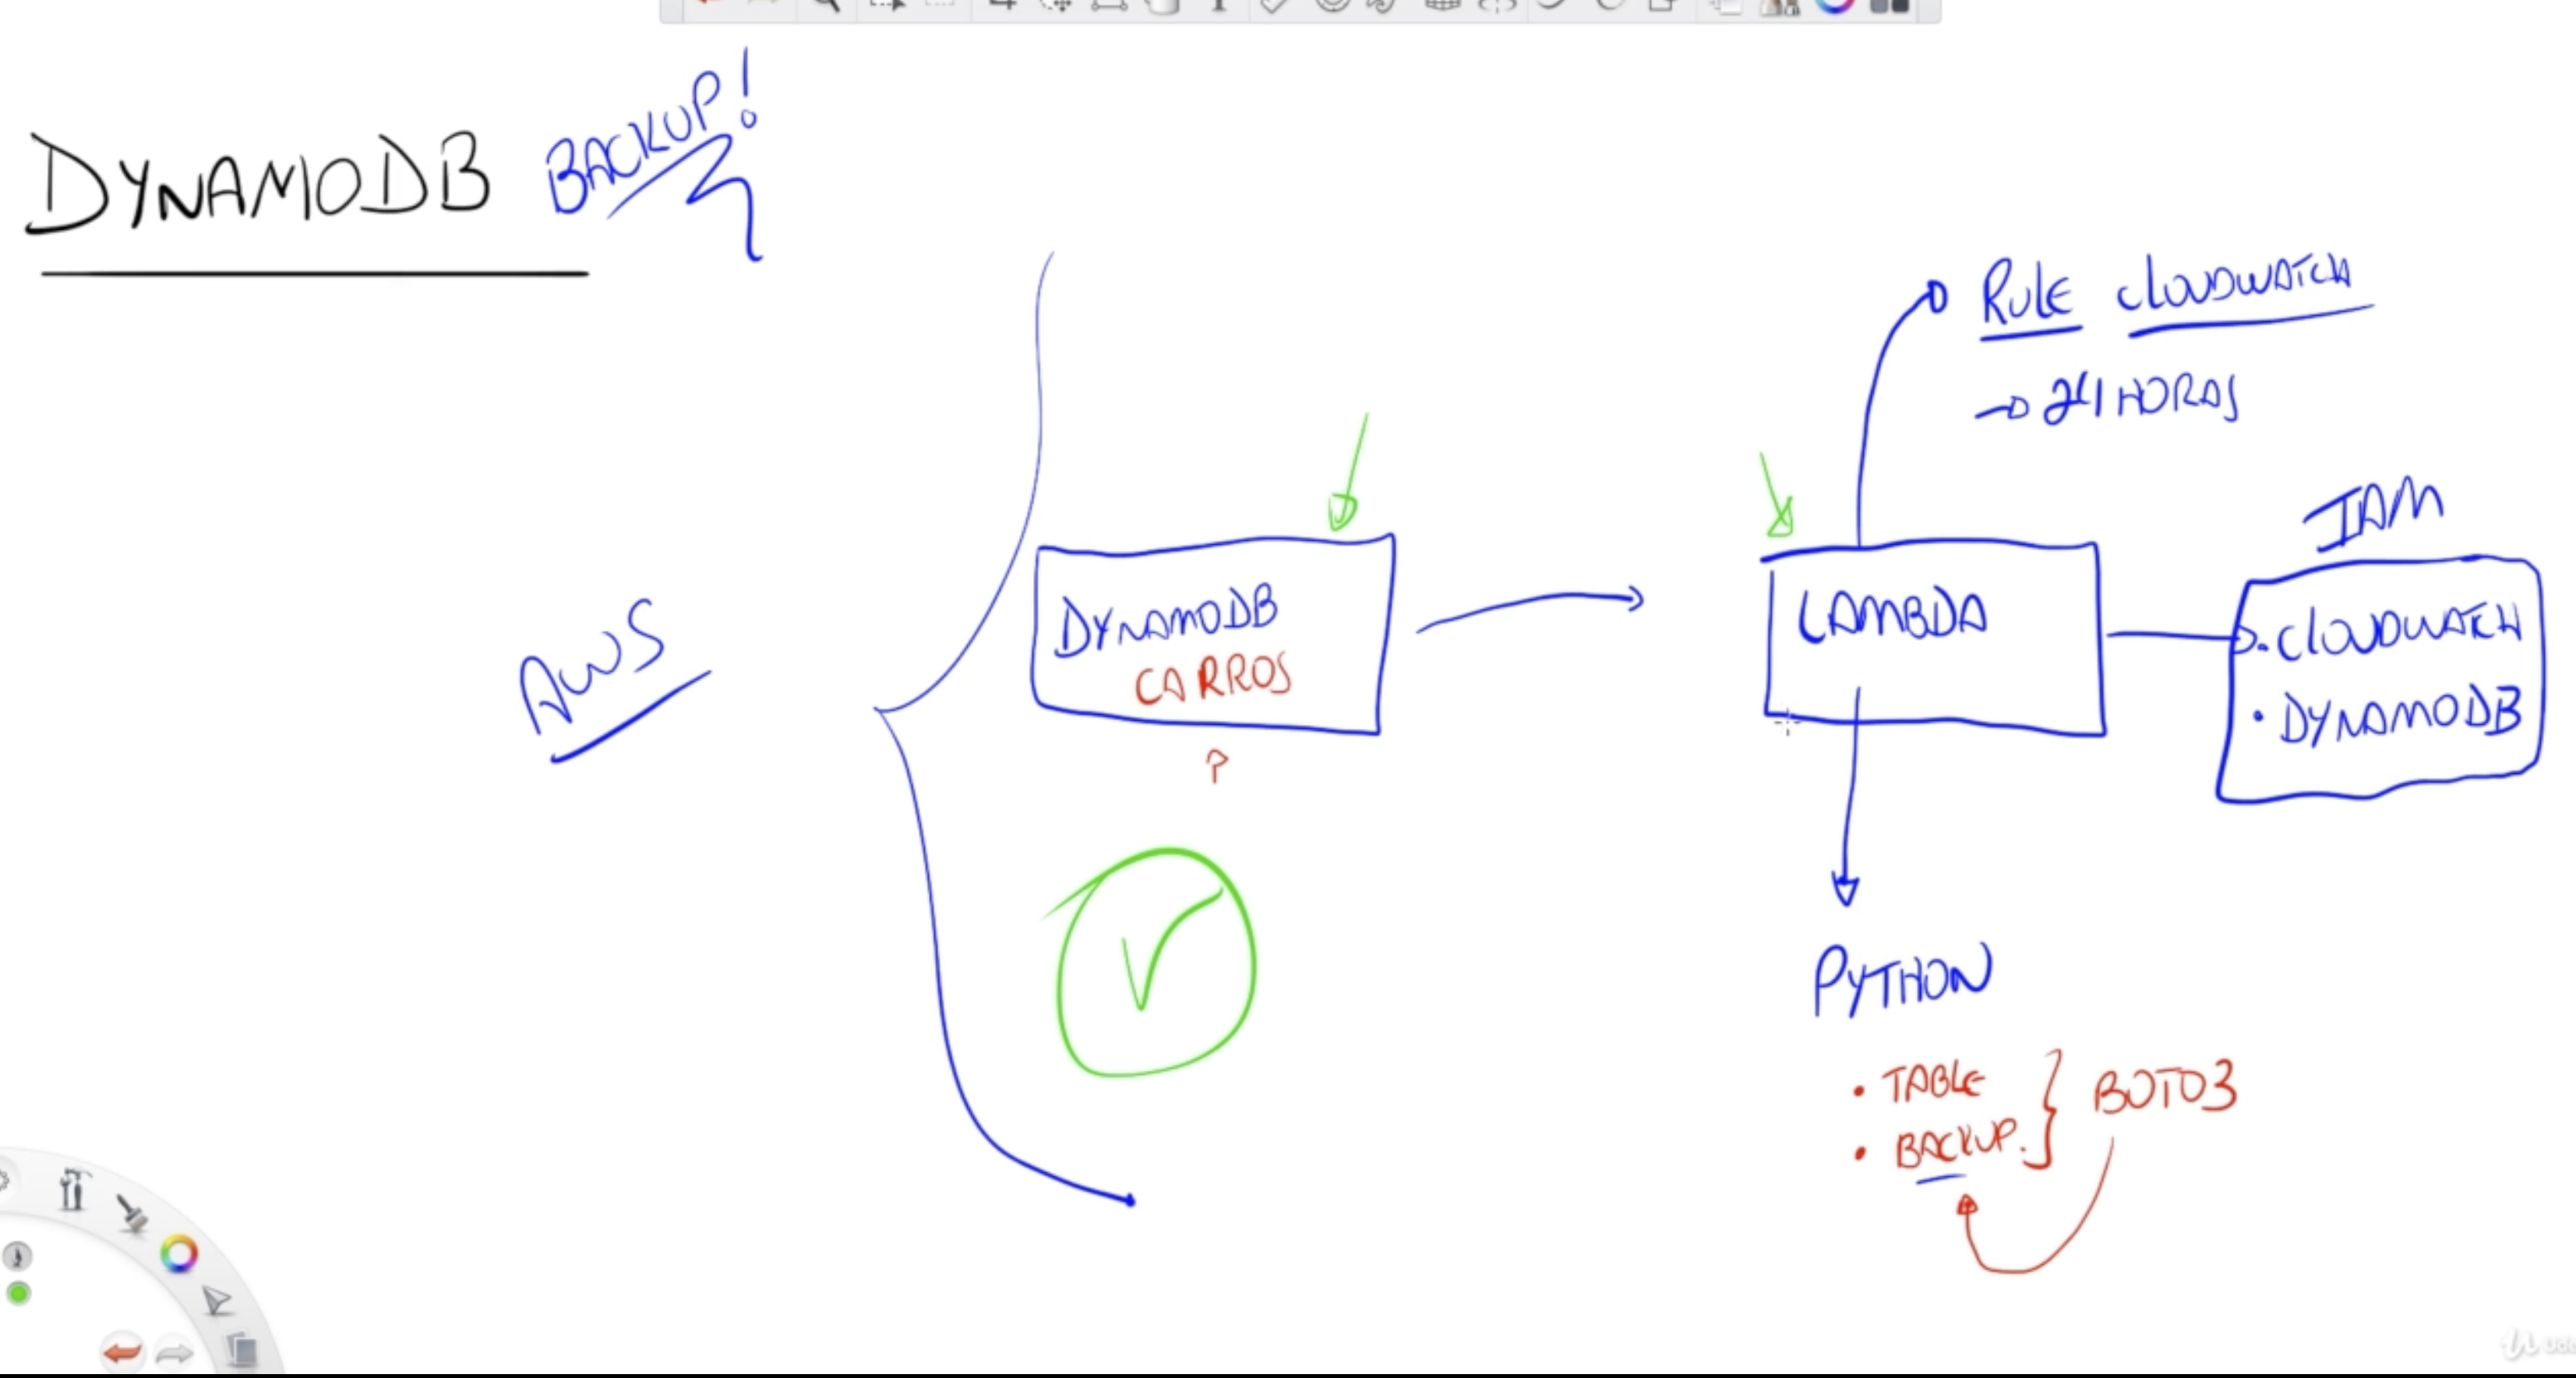 DYNAMODB BACKUP!
RULE CLOUDWATCH
→ 24 HORAS
AWS
DYNAMODB
CARROS
LAMBDA
IAM
• CLOUDWATCH
• DYNAMODB
PYTHON
• TABLE
• BACKUP.
BOTO3